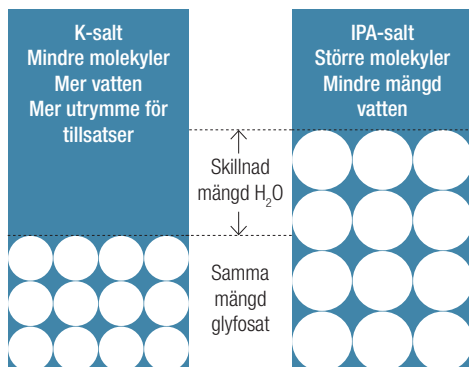 K-salt
Mindre molekyler
Mer vatten
Mer utrymme för
tillsatser
IPA-salt
Större molekyler
Mindre mängd
vatten
Skillnad
mängd H₂O
Samma
mängd
glyfosat